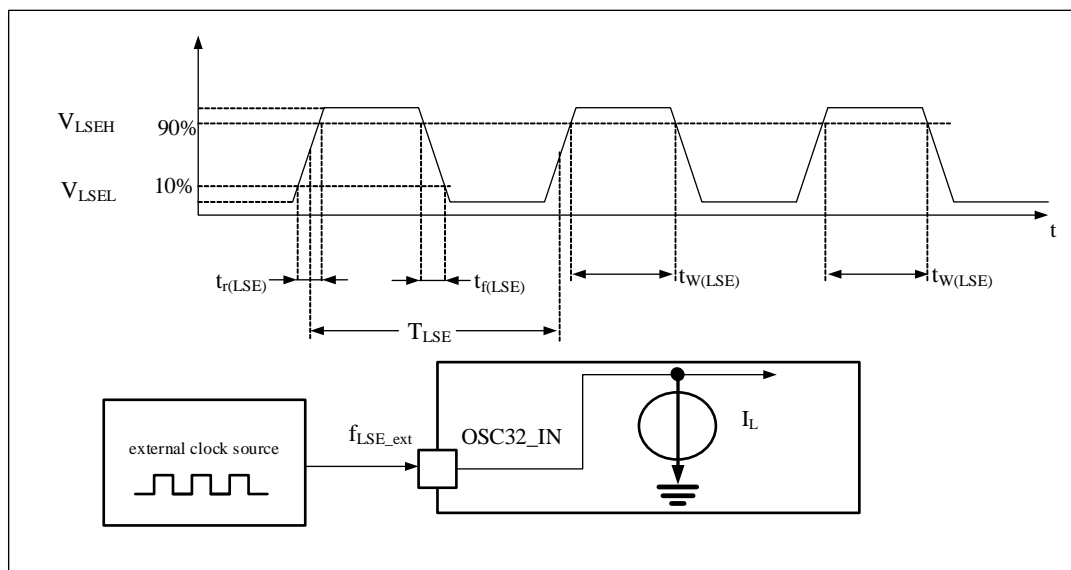 V_LSEH
90%
10%
V_LSEL
t
t_r(LSE)
t_f(LSE)
t_W(LSE)
t_W(LSE)
T_LSE
external clock source
f_LSE_ext
OSC32_IN
I_L